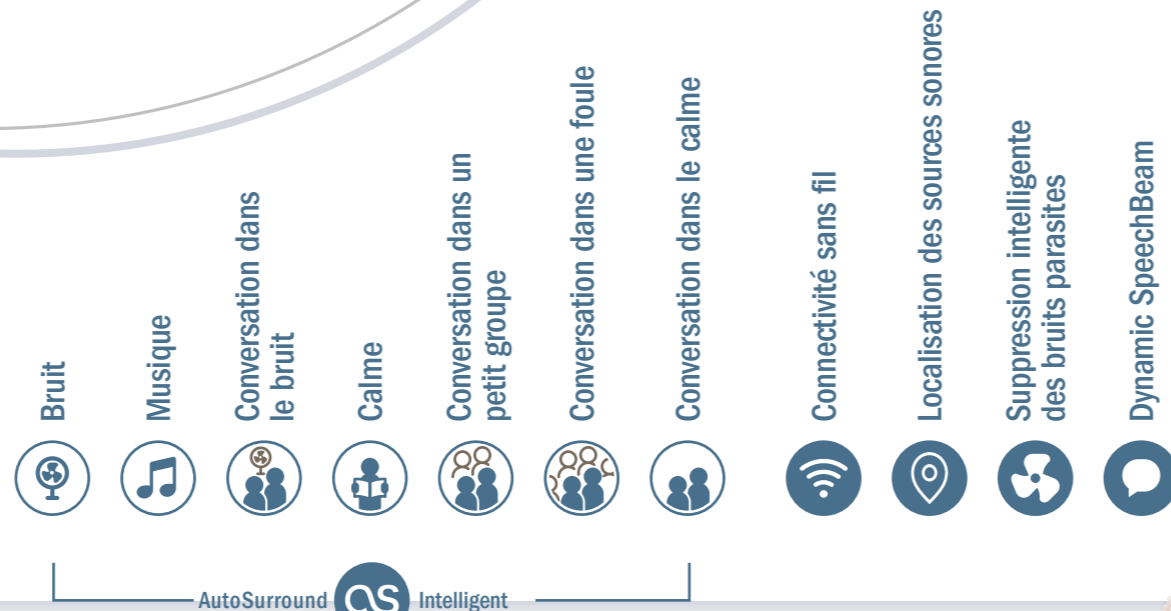 Bruit
Musique
Conversation dans
le bruit
Calme
Conversation dans un
petit groupe
Conversation dans une foule
Conversation dans le calme
Connectivité sans fil
Localisation des sources sonores
Suppression intelligente
des bruits parasites
Dynamic SpeechBeam
AutoSurround AS Intelligent